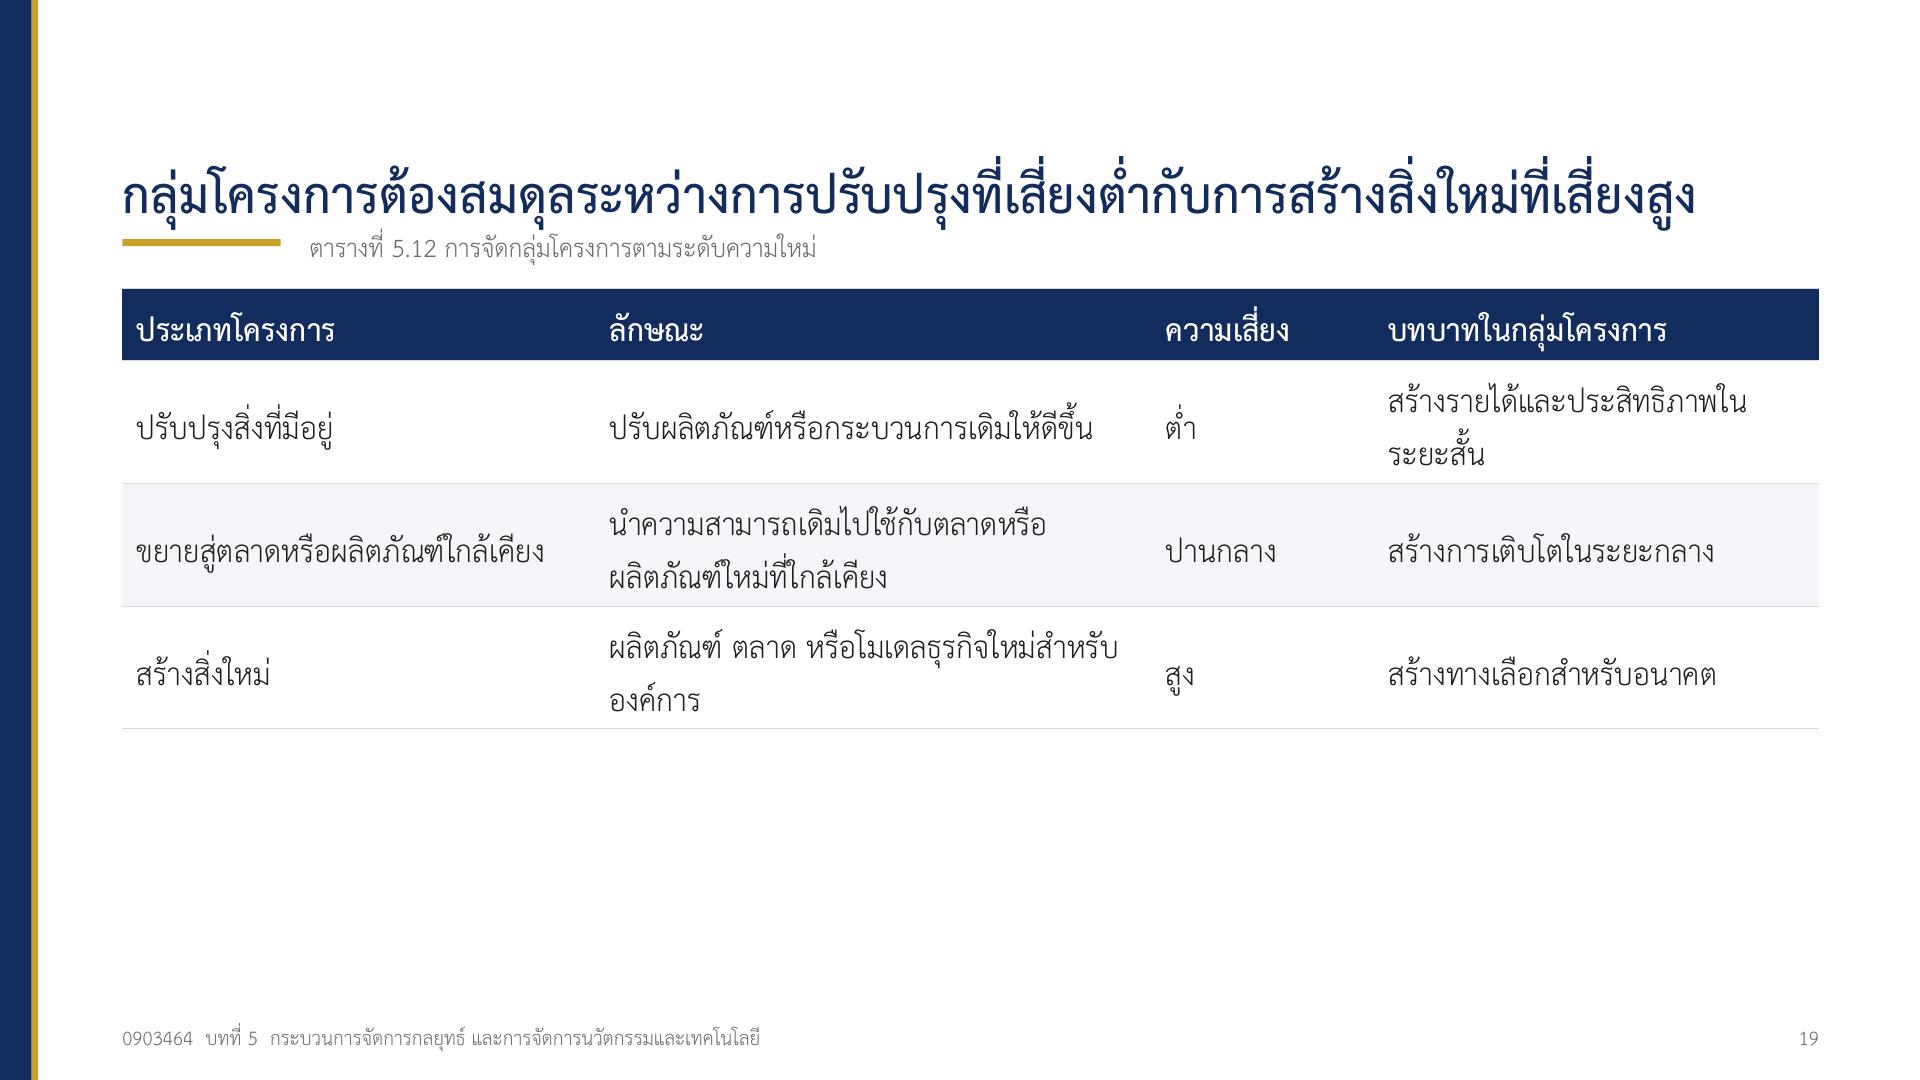 กลุ่มโครงการต้องสมดุลระหว่างการปรับปรุงที่เสี่ยงต่ำกับการสร้างสิ่งใหม่ที่เสี่ยงสูง
ตารางที่ 5.12 การจัดกลุ่มโครงการตามระดับความใหม่
ประเภทโครงการ ลักษณะ ความเสี่ยง บทบาทในกลุ่มโครงการ
ปรับปรุงสิ่งที่มีอยู่ ปรับผลิตภัณฑ์หรือกระบวนการเดิมให้ดีขึ้น ต่ำ สร้างรายได้และประสิทธิภาพใน
ระยะสั้น
ขยายสู่ตลาดหรือผลิตภัณฑ์ใกล้เคียง นำความสามารถเดิมไปใช้กับตลาดหรือ
ผลิตภัณฑ์ใหม่ที่ใกล้เคียง ปานกลาง สร้างการเติบโตในระยะกลาง
สร้างสิ่งใหม่ ผลิตภัณฑ์ ตลาด หรือโมเดลธุรกิจใหม่สำหรับ
องค์การ สูง สร้างทางเลือกสำหรับอนาคต
0903464 บทที่ 5 กระบวนการจัดการกลยุทธ์ และการจัดการนวัตกรรมและเทคโนโลยี 19